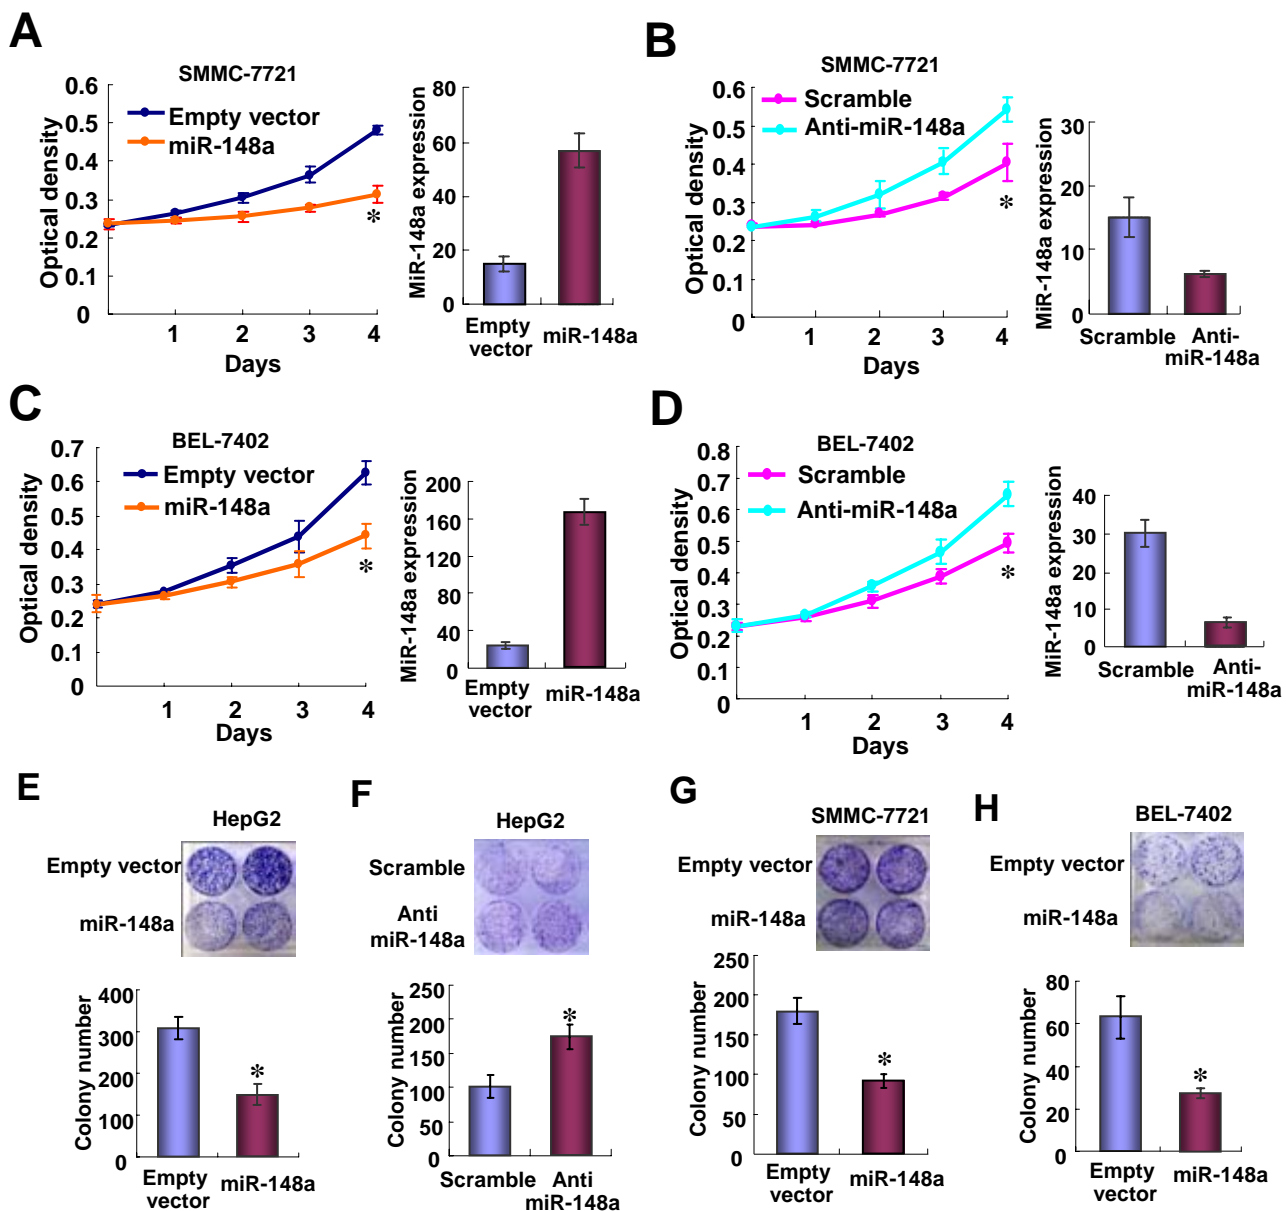 A
SMMC-7721
Optical density
0.6
0.5
0.4
0.3
0.2
0.1
0
Empty vector
miR-148a
*
1 2 3 4
Days
MiR-148a expression
80
60
40
20
0
Empty
vector
miR-148a
B
SMMC-7721
Optical density
0.6
0.5
0.4
0.3
0.2
0.1
0
Scramble
Anti-miR-148a
*
1 2 3 4
Days
MiR-148a expression
30
20
10
0
Scramble
Anti-
miR-148a
C
BEL-7402
Optical density
0.7
0.6
0.5
0.4
0.3
0.2
0.1
0
Empty vector
miR-148a
*
1 2 3 4
Days
MiR-148a expression
200
160
120
80
40
0
Empty
vector
miR-148a
D
BEL-7402
Optical density
0.8
0.7
0.6
0.5
0.4
0.3
0.2
0.1
0
Scramble
Anti-miR-148a
*
1 2 3 4
Days
MiR-148a expression
40
30
20
10
0
Scramble
Anti-
miR-148a
E
HepG2
Empty vector
miR-148a
Colony number
400
300
200
100
0
*
Empty
vector
miR-148a
F
HepG2
Scramble
Anti
miR-148a
Colony number
250
200
150
100
50
0
*
Scramble
Anti
miR-148a
G
SMMC-7721
Empty vector
miR-148a
Colony number
250
200
150
100
50
0
*
Empty
vector
miR-148a
H
BEL-7402
Empty vector
miR-148a
Colony number
80
60
40
20
0
*
Empty
vector
miR-148a